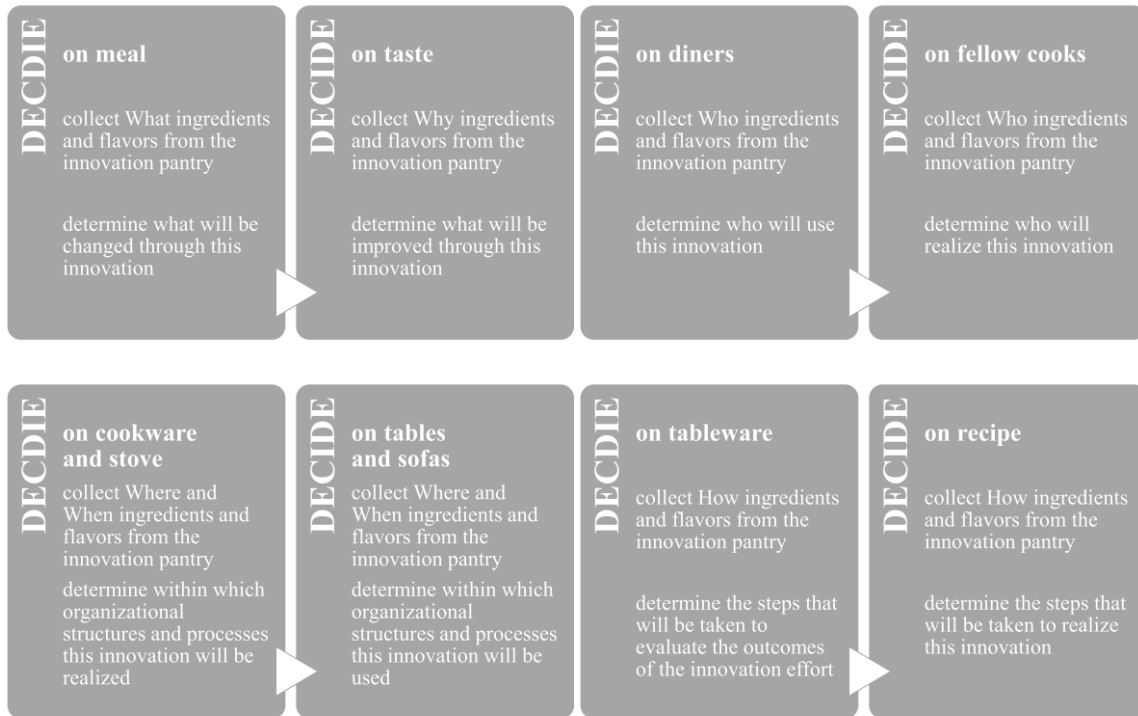 DECDIE
on meal
collect What ingredients
and flavors from the
innovation pantry
determine what will be
changed through this
innovation
DECIDE
on taste
collect Why ingredients
and flavors from the
innovation pantry
determine what will be
improved through this
innovation
DECIDE
on diners
collect Who ingredients
and flavors from the
innovation pantry
determine who will use
this innovation
DECIDE
on fellow cooks
collect Who ingredients
and flavors from the
innovation pantry
determine who will
realize this innovation
DECDIE
on cookware
and stove
collect Where and
When ingredients and
flavors from the
innovation pantry
determine within which
organizational
structures and processes
this innovation will be
realized
DECIDE
on tables
and sofas
collect Where and
When ingredients and
flavors from the
innovation pantry
determine within which
organizational
structures and processes
this innovation will be
used
DECIDE
on tableware
collect How ingredients
and flavors from the
innovation pantry
determine the steps that
will be taken to
evaluate the outcomes
of the innovation effort
DECIDE
on recipe
collect How ingredients
and flavors from the
innovation pantry
determine the steps that
will be taken to realize
this innovation